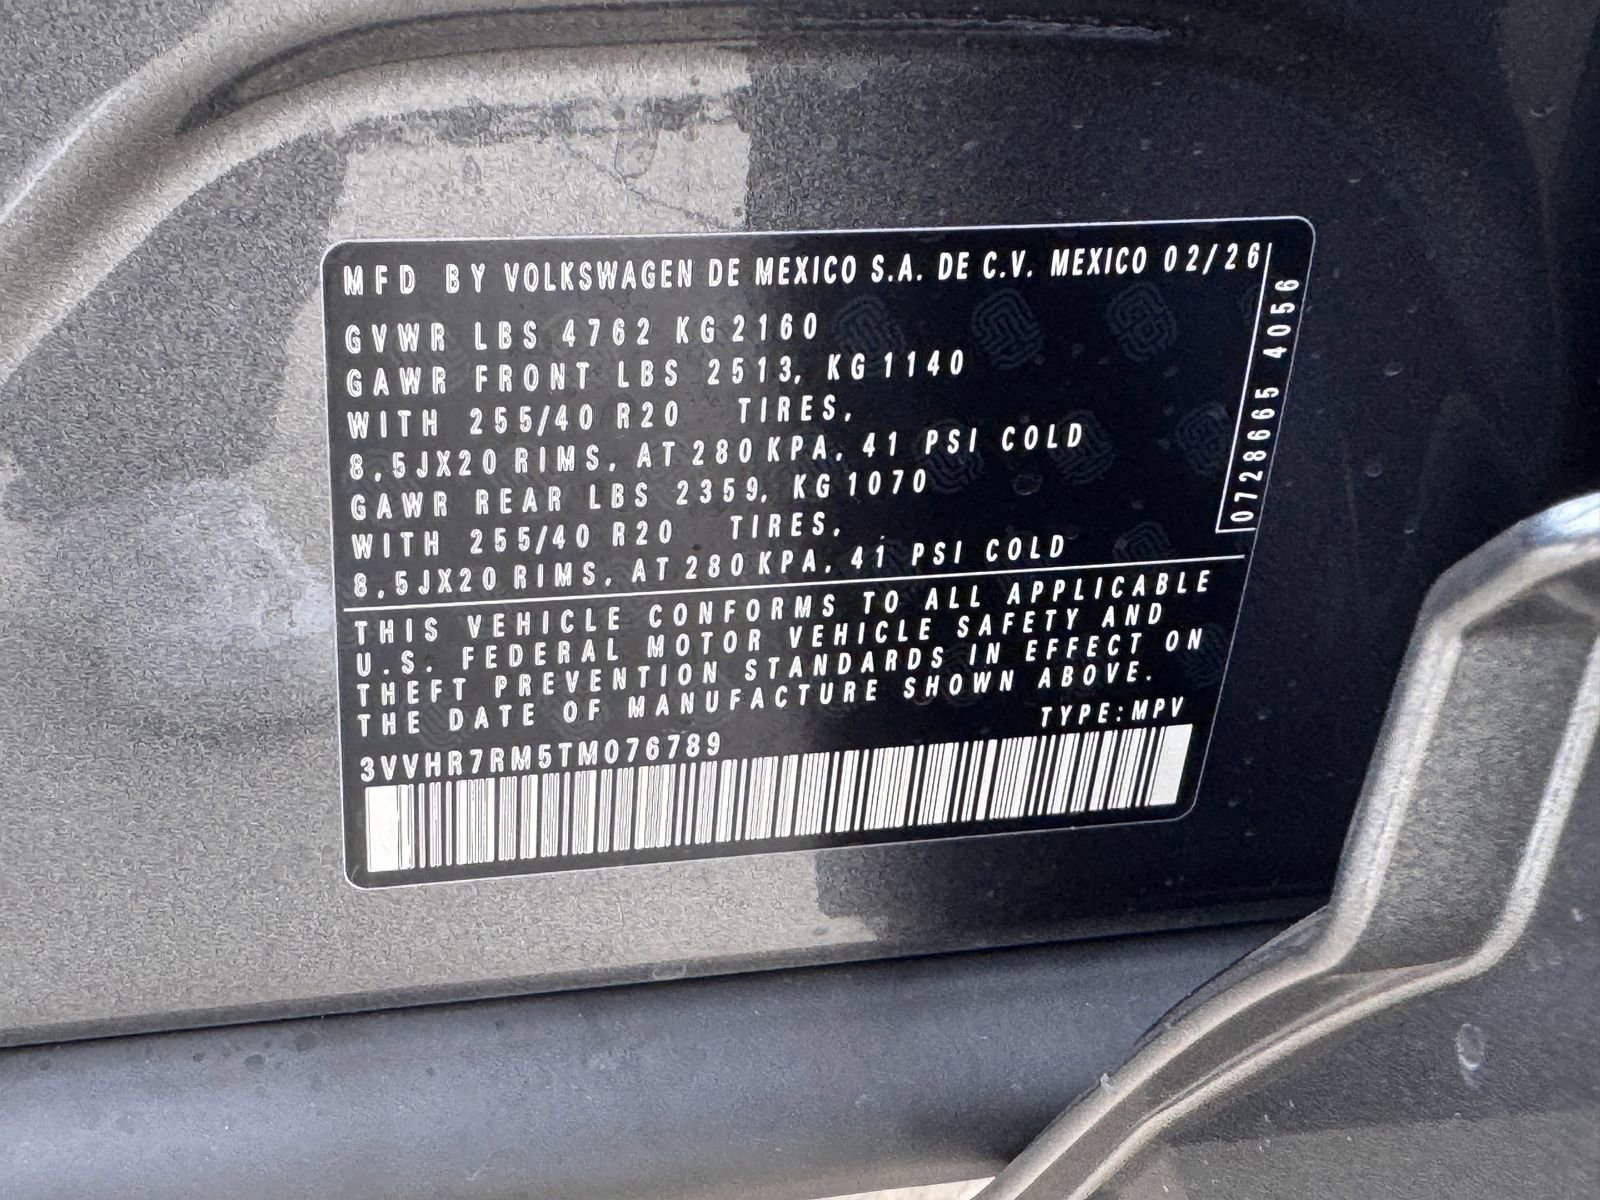 MFD BY VOLKSWAGEN DE MEXICO S.A. DE C.V. MEXICO 02/26
GVWR LBS 4762 KG 2160
GAWR FRONT LBS 2513, KG 1140
WITH 255/40 R20 TIRES,
8,5JX20 RIMS, AT 280 KPA, 41 PSI COLD
GAWR REAR LBS 2359, KG 1070
WITH 255/40 R20 TIRES,
8,5JX20 RIMS, AT 280 KPA, 41 PSI COLD
0728665 4056
THIS VEHICLE CONFORMS TO ALL APPLICABLE
U.S. FEDERAL MOTOR VEHICLE SAFETY AND
THEFT PREVENTION STANDARDS IN EFFECT ON
THE DATE OF MANUFACTURE SHOWN ABOVE.
TYPE:MPV
3VVHR7RM5TM076789